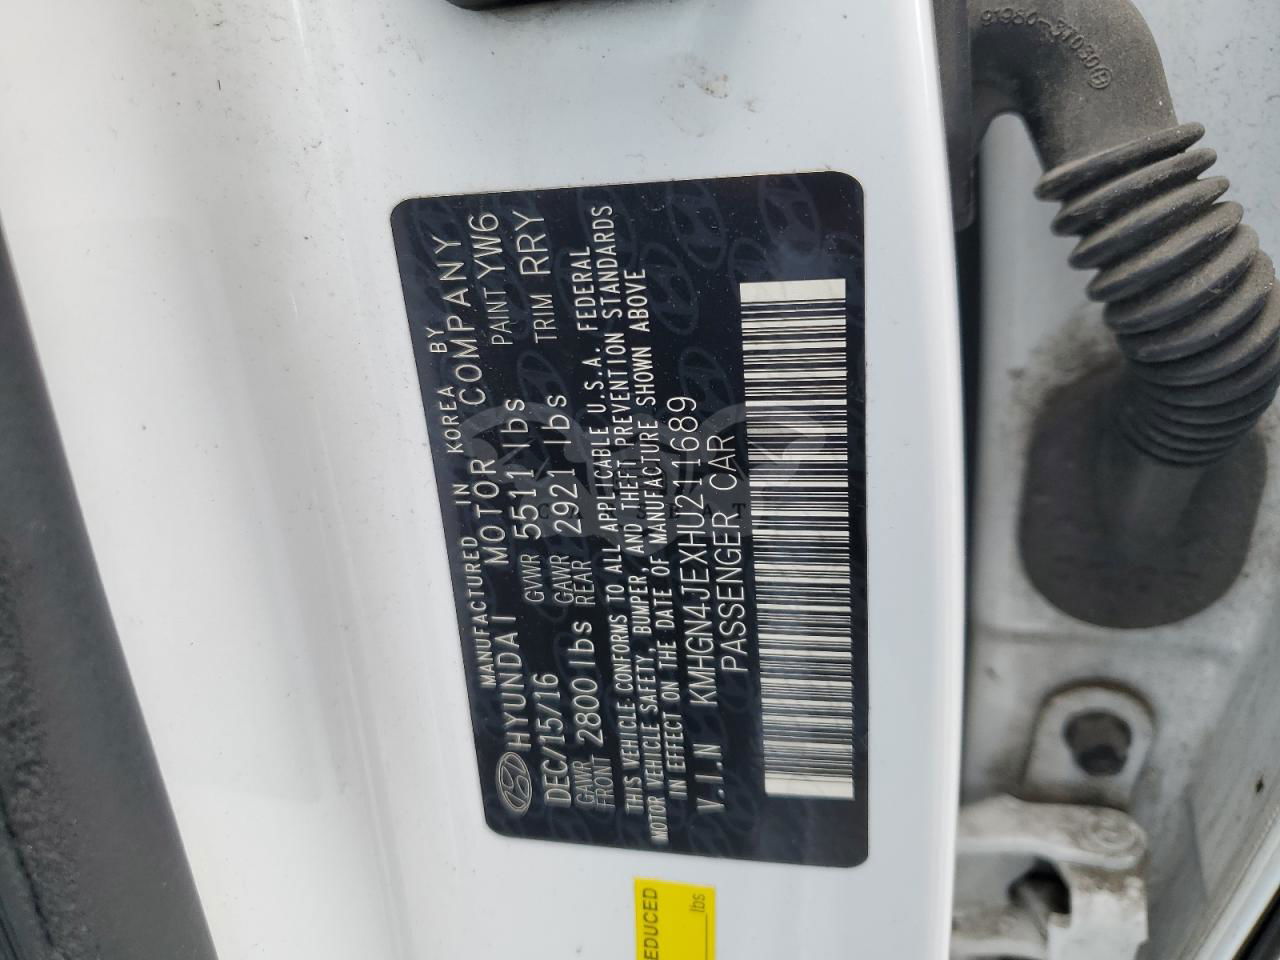 MANUFACTURED IN KOREA BY
HYUNDAI MOTOR COMPANY
DEC/15/16 GVWR 5511 lbs PAINT YW6
GAWR FRONT 2800 lbs GAWR REAR 2921 lbs TRIM RRY
THIS VEHICLE CONFORMS TO ALL APPLICABLE U.S.A. FEDERAL
MOTOR VEHICLE SAFETY, BUMPER, AND THEFT PREVENTION STANDARDS
IN EFFECT ON THE DATE OF MANUFACTURE SHOWN ABOVE
V.I.N KMHGN4JEXHU211689
PASSENGER CAR
EDUCED
lbs